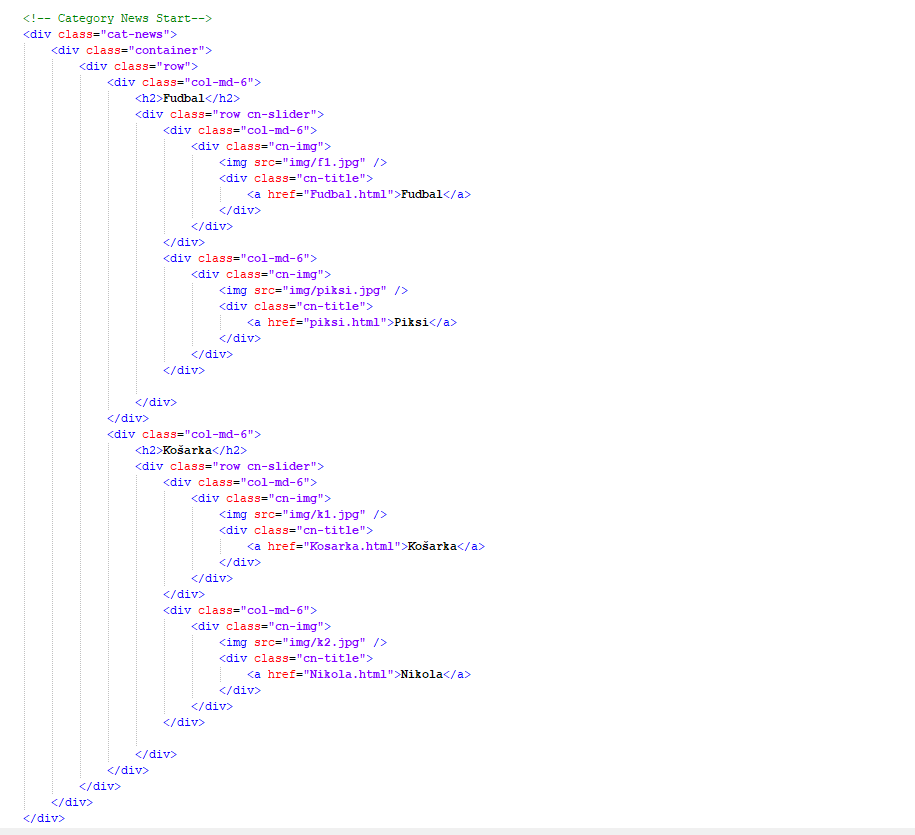 <!-- Category News Start-->
<div class="cat-news">
<div class="container">
<div class="row">
<div class="col-md-6">
<h2>Fudbal</h2>
<div class="row cn-slider">
<div class="col-md-6">
<div class="cn-img">
<img src="img/f1.jpg" />
<div class="cn-title">
<a href="Fudbal.html">Fudbal</a>
</div>
</div>
</div>
<div class="col-md-6">
<div class="cn-img">
<img src="img/piksi.jpg" />
<div class="cn-title">
<a href="piksi.html">Piksi</a>
</div>
</div>
</div>
</div>
</div>
<div class="col-md-6">
<h2>Košarka</h2>
<div class="row cn-slider">
<div class="col-md-6">
<div class="cn-img">
<img src="img/k1.jpg" />
<div class="cn-title">
<a href="Kosarka.html">Košarka</a>
</div>
</div>
</div>
<div class="col-md-6">
<div class="cn-img">
<img src="img/k2.jpg" />
<div class="cn-title">
<a href="Nikola.html">Nikola</a>
</div>
</div>
</div>
</div>
</div>
</div>
</div>
</div>